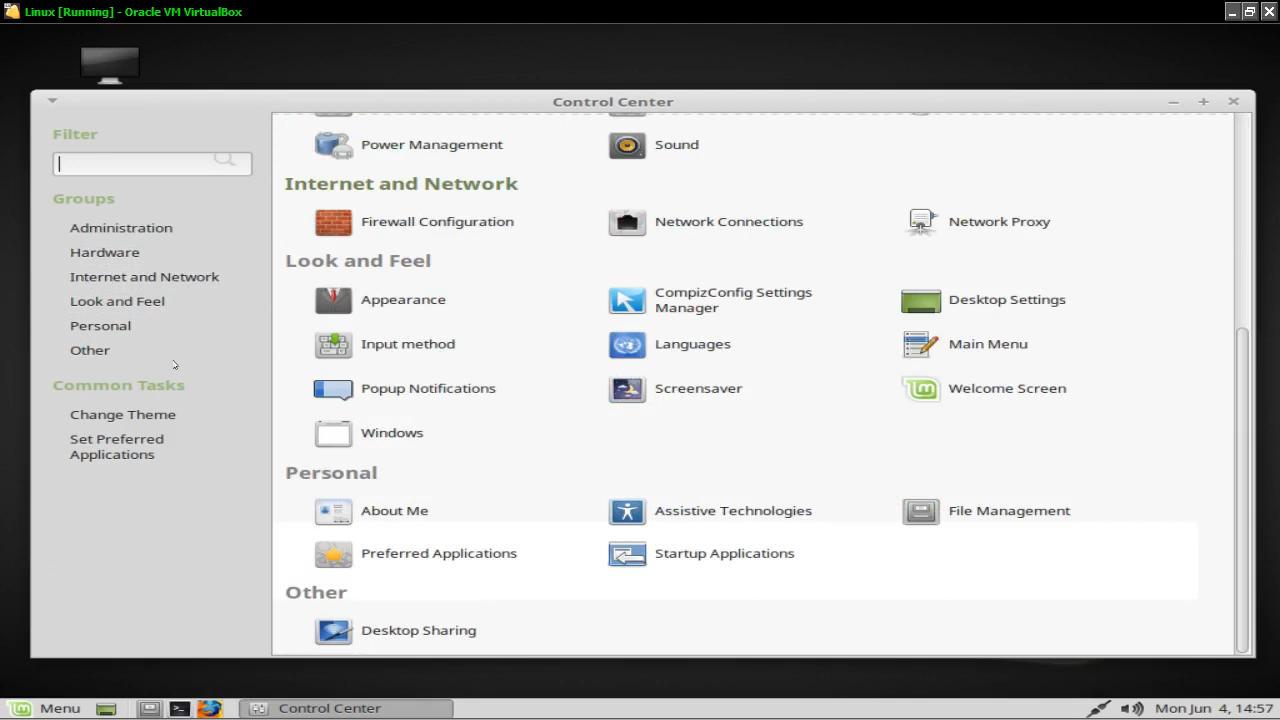 Linux [Running] - Oracle VM VirtualBox
Control Center
Filter
Groups
Administration
Hardware
Internet and Network
Look and Feel
Personal
Other
Common Tasks
Change Theme
Set Preferred
Applications
Power Management
Sound
Internet and Network
Firewall Configuration
Network Connections
Network Proxy
Look and Feel
Appearance
CompizConfig Settings
Manager
Desktop Settings
Input method
Languages
Main Menu
Popup Notifications
Screensaver
Welcome Screen
Windows
Personal
About Me
Assistive Technologies
File Management
Preferred Applications
Startup Applications
Other
Desktop Sharing
Menu
Control Center
Mon Jun 4, 14:57